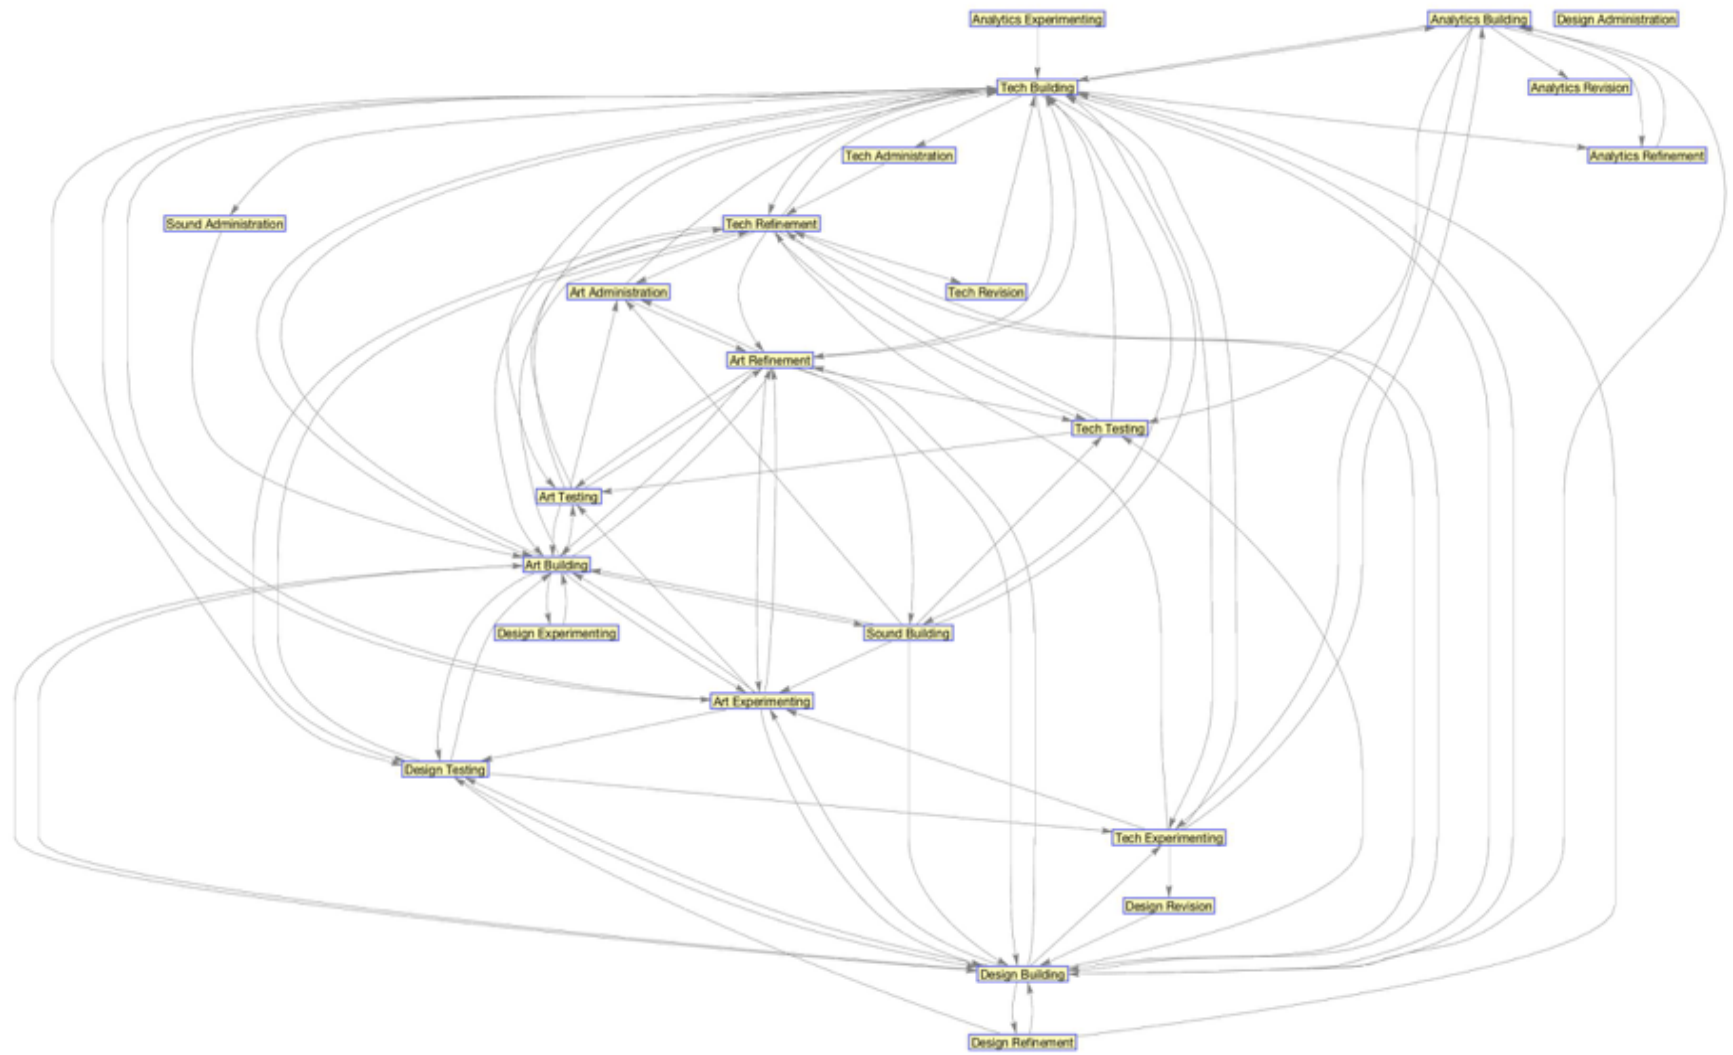 Analytics Experimenting
Analytics Building
Design Administration
Tech Building
Analytics Revision
Tech Administration
Analytics Refinement
Sound Administration
Tech Refinement
Art Administration
Tech Revision
Art Refinement
Tech Testing
Art Testing
Art Building
Design Experimenting
Sound Building
Art Experimenting
Design Testing
Tech Experimenting
Design Revision
Design Building
Design Refinement